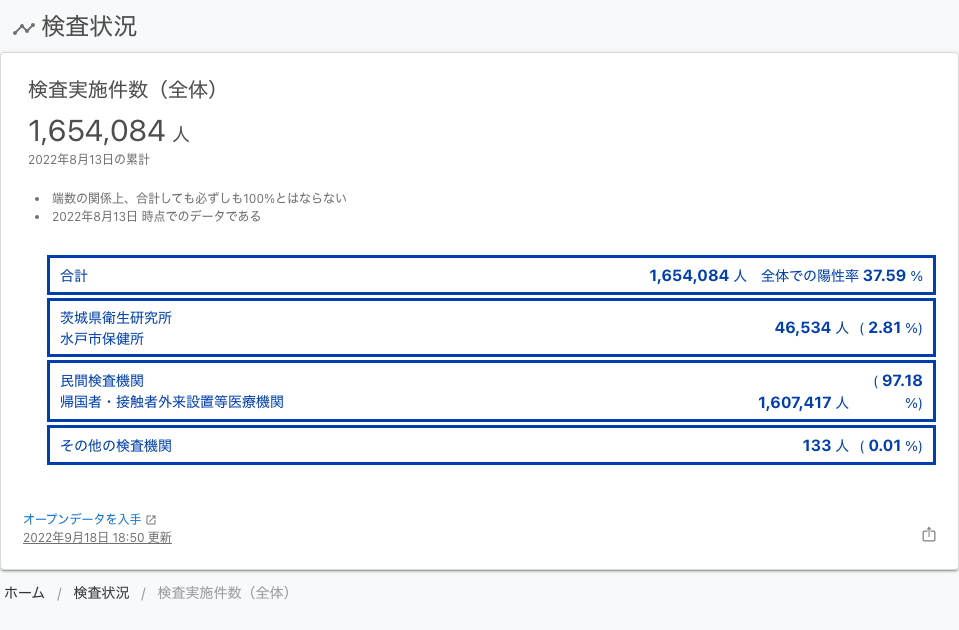 検査状況
検査実施件数（全体）
1,654,084 人
2022年8月13日の累計
端数の関係上、合計しても必ずしも100%とはならない
2022年8月13日 時点でのデータである
合計 1,654,084 人 全体での陽性率 37.59 %
茨城県衛生研究所
水戸市保健所
46,534 人 ( 2.81 %)
民間検査機関
帰国者・接触者外来設置等医療機関
1,607,417 人 ( 97.18
%)
その他の検査機関 133 人 ( 0.01 %)
オープンデータを入手
2022年9月18日 18:50 更新
ホーム / 検査状況 / 検査実施件数（全体）